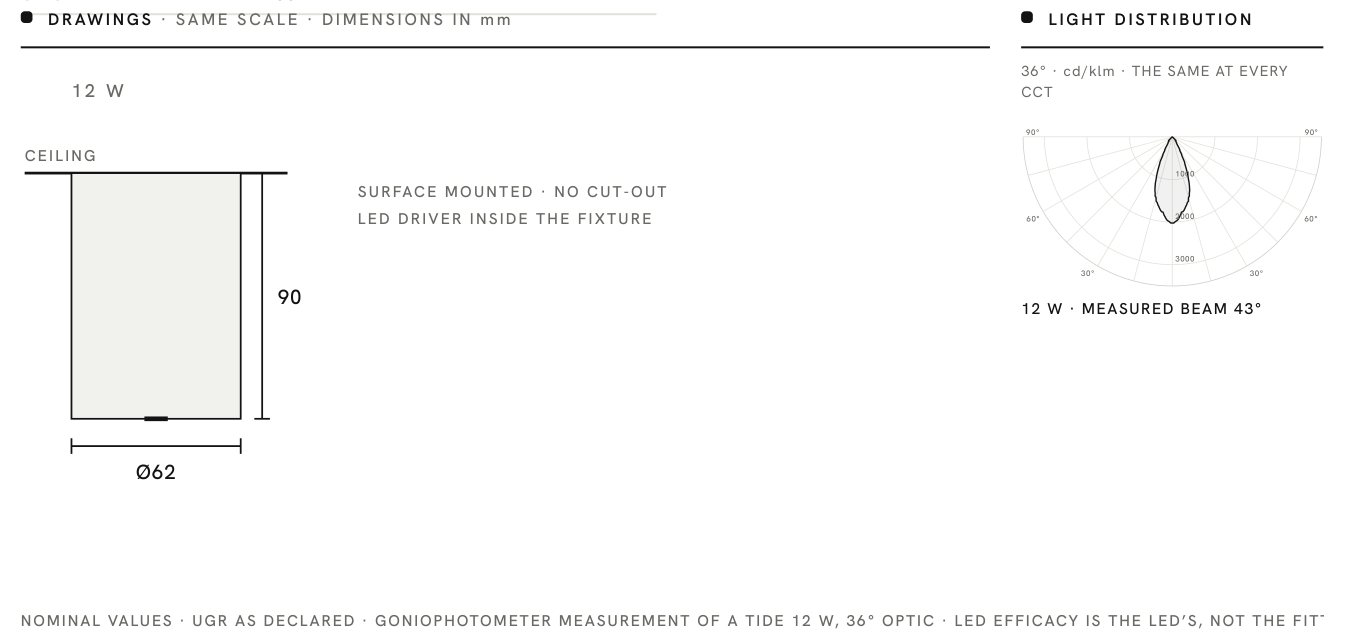 DRAWINGS · SAME SCALE · DIMENSIONS IN mm
LIGHT DISTRIBUTION
36° · cd/klm · THE SAME AT EVERY
CCT
12 W
CEILING
SURFACE MOUNTED · NO CUT-OUT
LED DRIVER INSIDE THE FIXTURE
90
Ø62
90° 90°
1000
60° 2000 60°
3000
30° 30°
12 W · MEASURED BEAM 43°
NOMINAL VALUES · UGR AS DECLARED · GONIOPHOTOMETER MEASUREMENT OF A TIDE 12 W, 36° OPTIC · LED EFFICACY IS THE LED’S, NOT THE